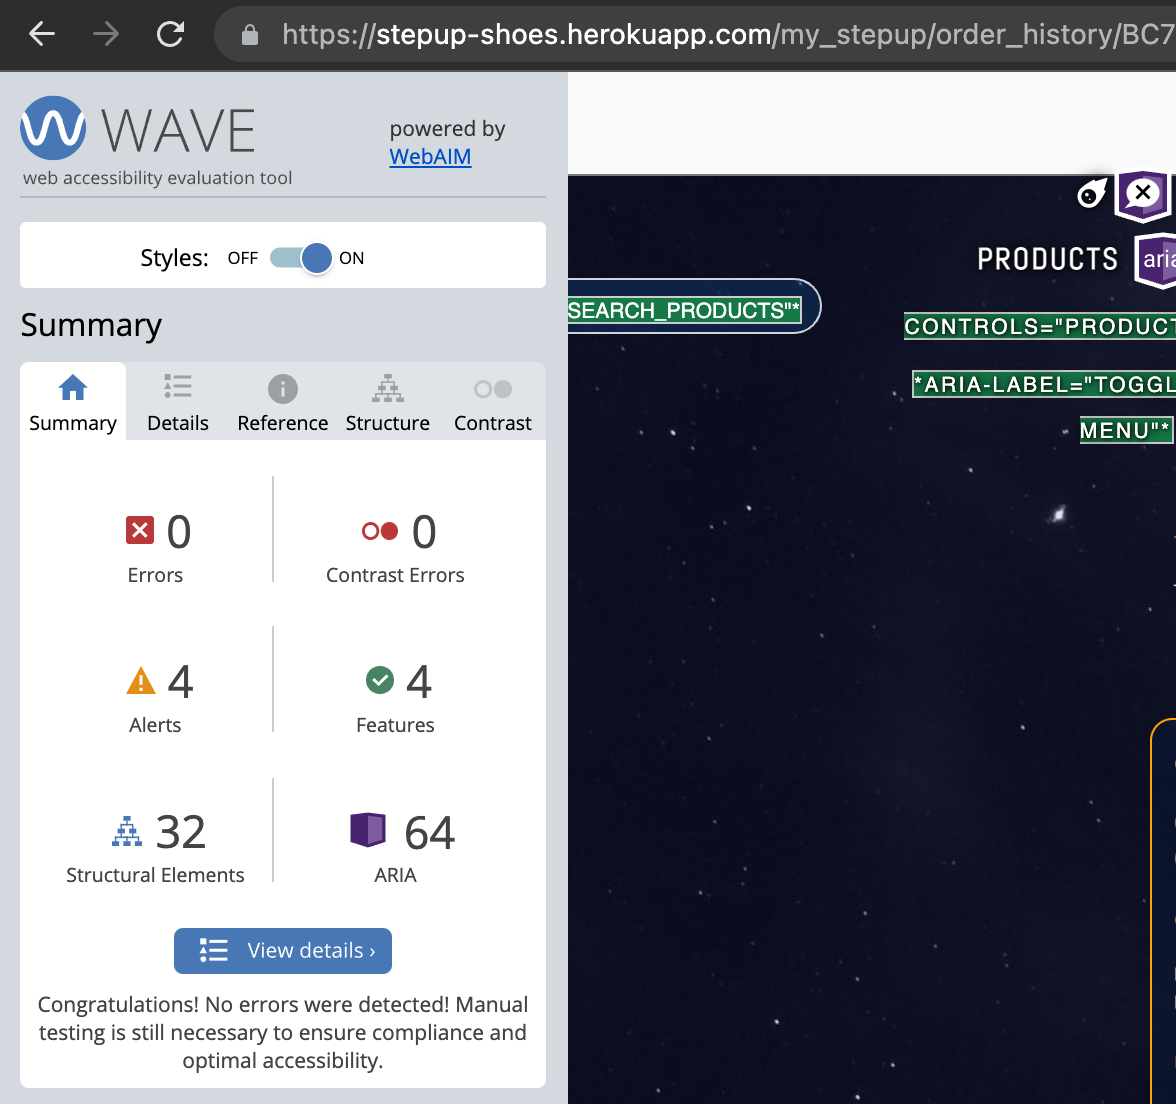 https://stepup-shoes.herokuapp.com/my_stepup/order_history/BC7
WAVE
web accessibility evaluation tool
powered by
WebAIM
Styles: OFF ON
Summary
Summary Details Reference Structure Contrast
0 0
Errors Contrast Errors
4 4
Alerts Features
32 64
Structural Elements ARIA
View details ›
Congratulations! No errors were detected! Manual
testing is still necessary to ensure compliance and
optimal accessibility.
PRODUCTS aria
SEARCH_PRODUCTS"*
CONTROLS="PRODUCT
*ARIA-LABEL="TOGGL
MENU"*